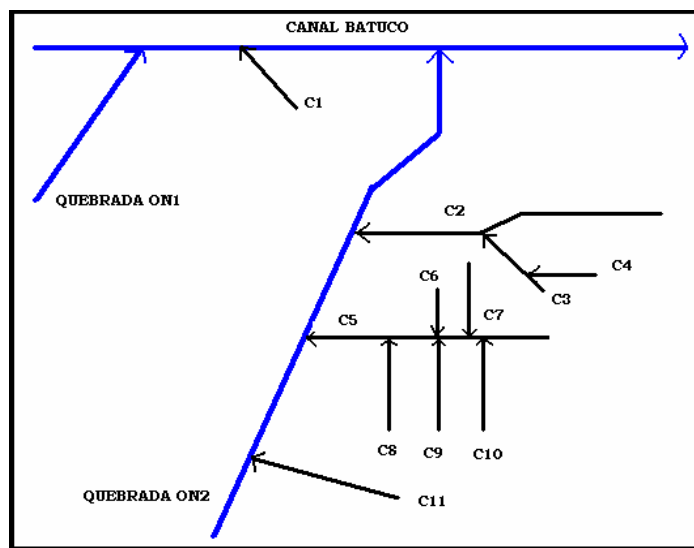 CANAL BATUCO
C1
QUEBRADA ON1
C2
C4
C6
C3
C7
C5
C8
C9
C10
QUEBRADA ON2
C11